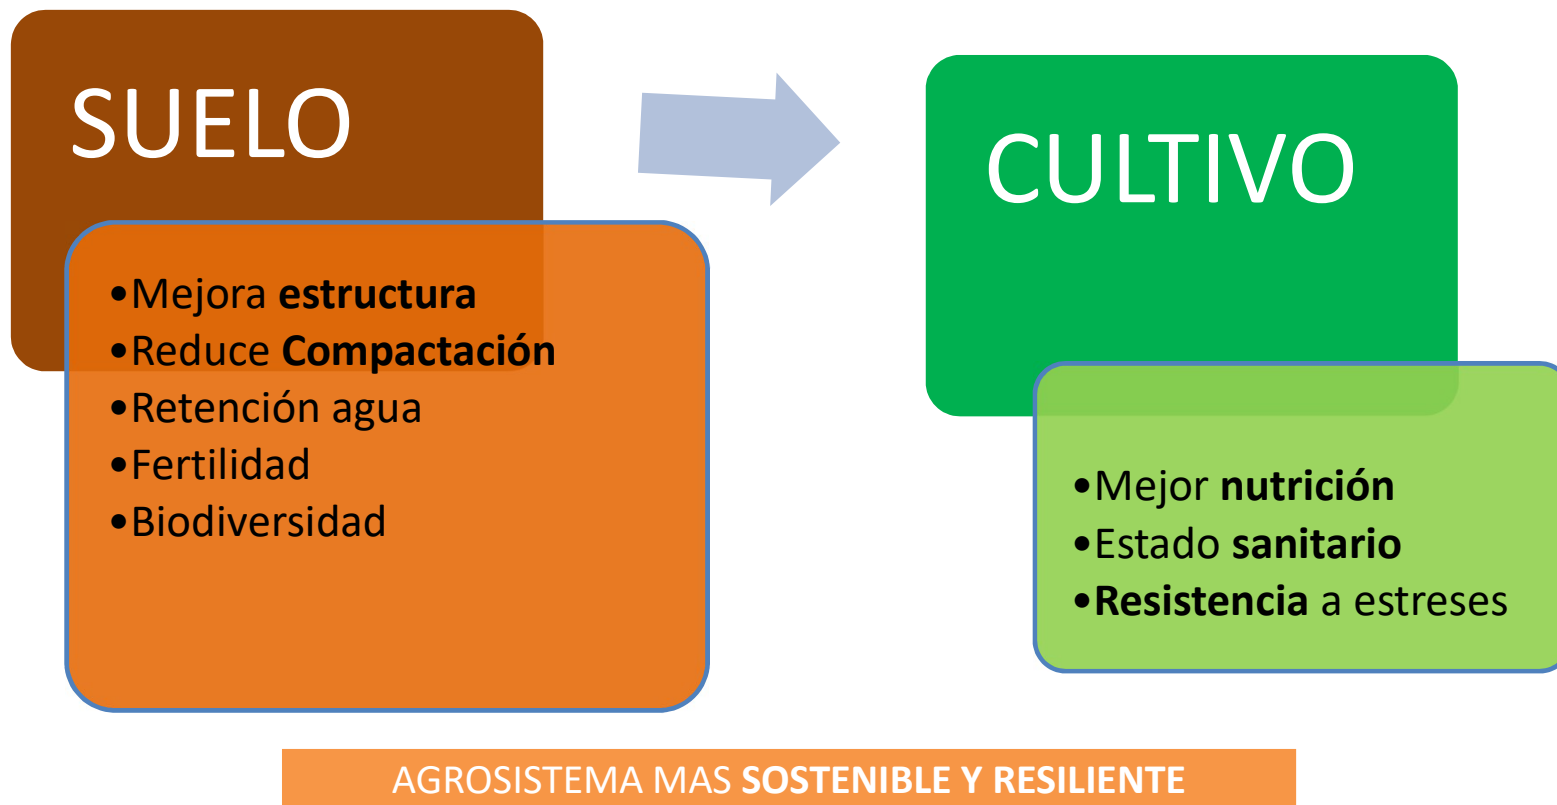 SUELO
•Mejora estructura
•Reduce Compactación
•Retención agua
•Fertilidad
•Biodiversidad
CULTIVO
•Mejor nutrición
•Estado sanitario
•Resistencia a estreses
AGROSISTEMA MAS SOSTENIBLE Y RESILIENTE